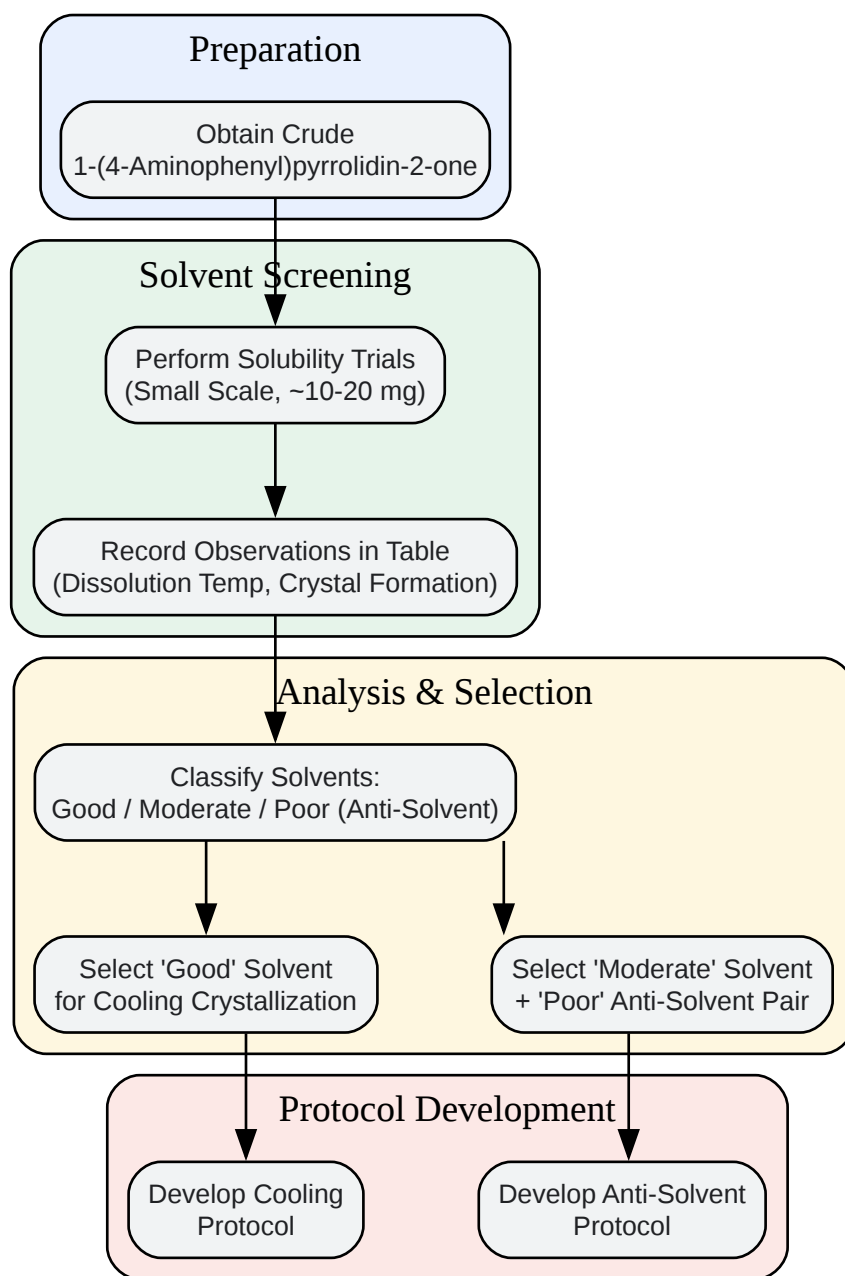 Preparation
Obtain Crude
1-(4-Aminophenyl)pyrrolidin-2-one
Solvent Screening
Perform Solubility Trials
(Small Scale, ~10-20 mg)
Record Observations in Table
(Dissolution Temp, Crystal Formation)
Analysis & Selection
Classify Solvents:
Good / Moderate / Poor (Anti-Solvent)
Select 'Good' Solvent
for Cooling Crystallization
Select 'Moderate' Solvent
+ 'Poor' Anti-Solvent Pair
Protocol Development
Develop Cooling
Protocol
Develop Anti-Solvent
Protocol